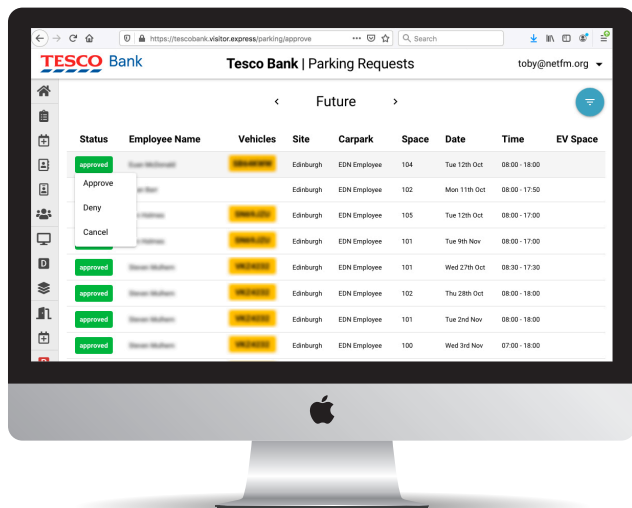 https://tescobank.visitor.express/parking/approve
Search
TESCO Bank
Tesco Bank | Parking Requests
toby@netfm.org
Future
Status Employee Name Vehicles Site Carpark Space Date Time EV Space
approved Edinburgh EDN Employee 104 Tue 12th Oct 08:00 - 18:00
Approve
Edinburgh EDN Employee 102 Mon 11th Oct 08:00 - 17:50
Deny
Edinburgh EDN Employee 105 Tue 12th Oct 08:00 - 17:00
Cancel
Edinburgh EDN Employee 101 Tue 9th Nov 08:00 - 17:00
D
approved Edinburgh EDN Employee 101 Wed 27th Oct 08:30 - 17:30
approved Edinburgh EDN Employee 102 Thu 28th Oct 08:00 - 18:00
approved Edinburgh EDN Employee 101 Tue 2nd Nov 08:00 - 18:00
approved Edinburgh EDN Employee 100 Wed 3rd Nov 07:00 - 18:00